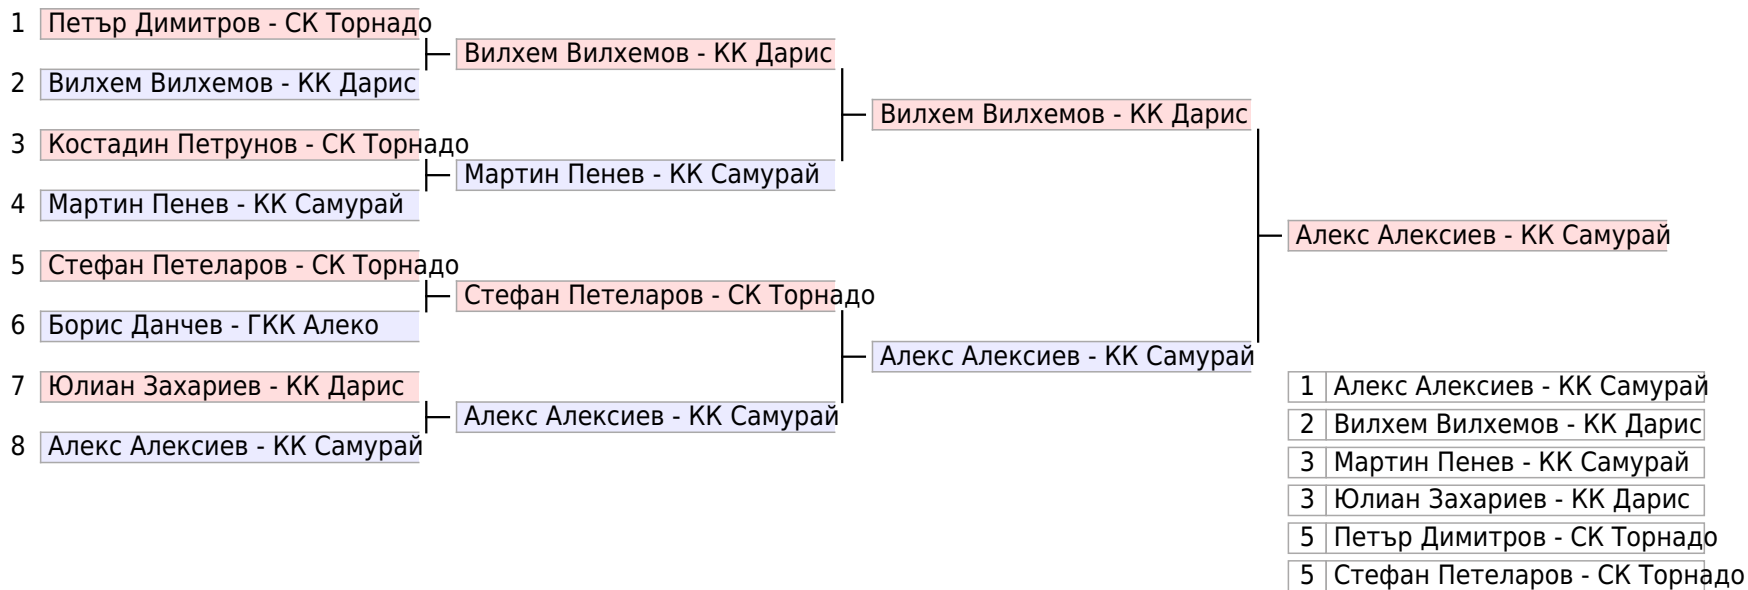 1 Петър Димитров - СК Торнадо
Вилхем Вилхемов - КК Дарис
2 Вилхем Вилхемов - КК Дарис
Вилхем Вилхемов - КК Дарис
3 Костадин Петрунов - СК Торнадо
Мартин Пенев - КК Самурай
4 Мартин Пенев - КК Самурай
Алекс Алексиев - КК Самурай
5 Стефан Петеларов - СК Торнадо
Стефан Петеларов - СК Торнадо
6 Борис Данчев - ГКК Алеко
Алекс Алексиев - КК Самурай
7 Юлиан Захариев - КК Дарис
Алекс Алексиев - КК Самурай
8 Алекс Алексиев - КК Самурай
1 Алекс Алексиев - КК Самурай
2 Вилхем Вилхемов - КК Дарис
3 Мартин Пенев - КК Самурай
3 Юлиан Захариев - КК Дарис
5 Петър Димитров - СК Торнадо
5 Стефан Петеларов - СК Торнадо